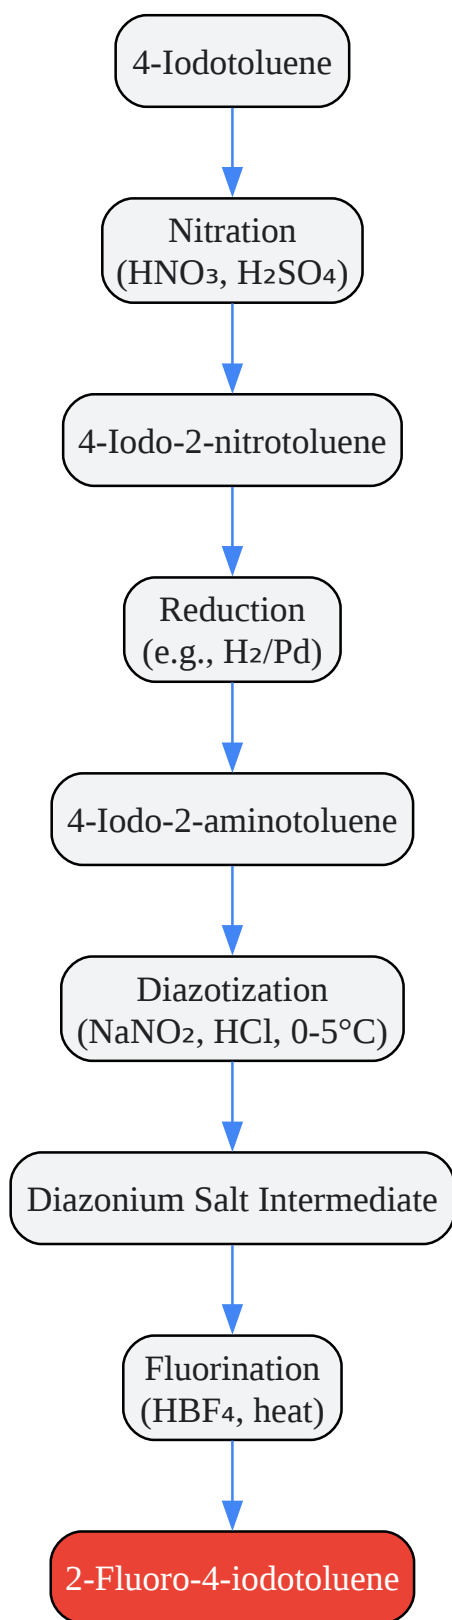 4-Iodotoluene
Nitration
(HNO₃, H₂SO₄)
4-Iodo-2-nitrotoluene
Reduction
(e.g., H₂/Pd)
4-Iodo-2-aminotoluene
Diazotization
(NaNO₂, HCl, 0-5°C)
Diazonium Salt Intermediate
Fluorination
(HBF₄, heat)
2-Fluoro-4-iodotoluene